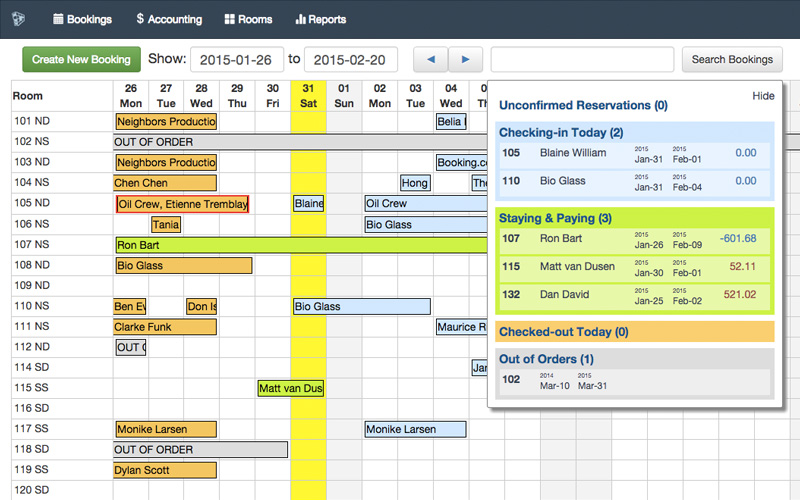 Bookings $ Accounting Rooms Reports
Create New Booking Show: 2015-01-26 to 2015-02-20 ◄ ► Search Bookings
Room 26 Mon 27 Tue 28 Wed 29 Thu 30 Fri 31 Sat 01 Sun 02 Mon 03 Tue 04 Wed
101 ND Neighbors Productio Belia
102 NS OUT OF ORDER
103 ND Neighbors Productio Booking.c
104 NS Chen Chen Hong The
105 ND Oil Crew, Etienne Tremblay Blaine Oil Crew
106 NS Tania Bio Glass
107 NS Ron Bart
108 ND Bio Glass
109 ND
110 ND Ben Ev Don Is Bio Glass
111 NS Clarke Funk Maurice R
112 ND OUT
114 SD Jar
115 SS Matt van Dus
116 SD
117 SS Monike Larsen Monike Larsen
118 SD OUT OF ORDER
119 SS Dylan Scott
120 SD
Hide
Unconfirmed Reservations (0)
Checking-in Today (2)
105 Blaine William 2015 Jan-31 2015 Feb-01 0.00
110 Bio Glass 2015 Jan-31 2015 Feb-04 0.00
Staying & Paying (3)
107 Ron Bart 2015 Jan-26 2015 Feb-09 -601.68
115 Matt van Dusen 2015 Jan-30 2015 Feb-01 52.11
132 Dan David 2015 Jan-25 2015 Feb-02 521.02
Checked-out Today (0)
Out of Orders (1)
102 2014 Mar-10 2015 Mar-31